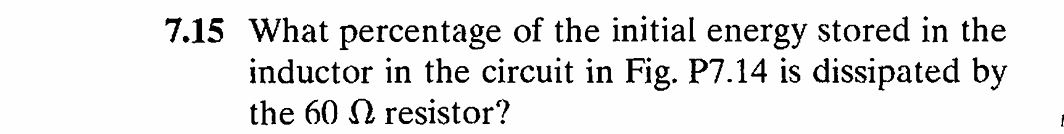 7.15 What percentage of the initial energy stored in the
inductor in the circuit in Fig. P7.14 is dissipated by
the 60 Ω resistor?